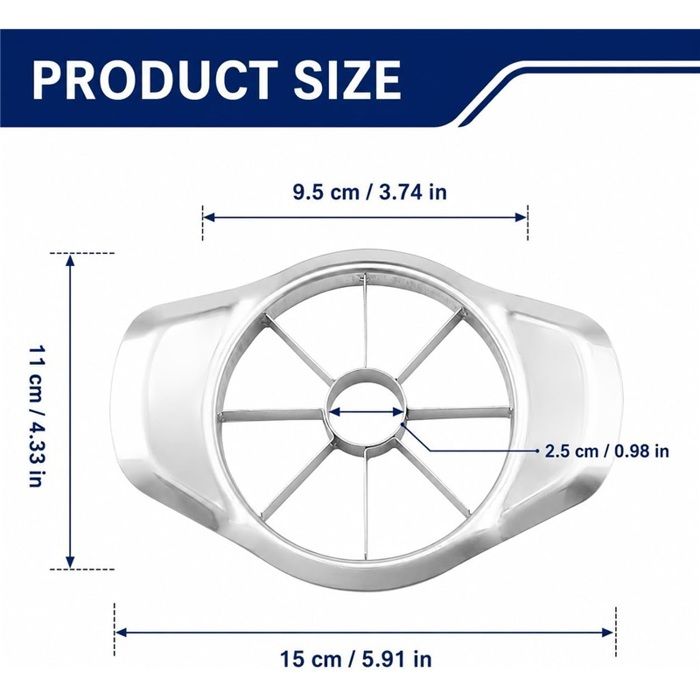 PRODUCT SIZE
9.5 cm / 3.74 in
11 cm / 4.33 in
2.5 cm / 0.98 in
15 cm / 5.91 in